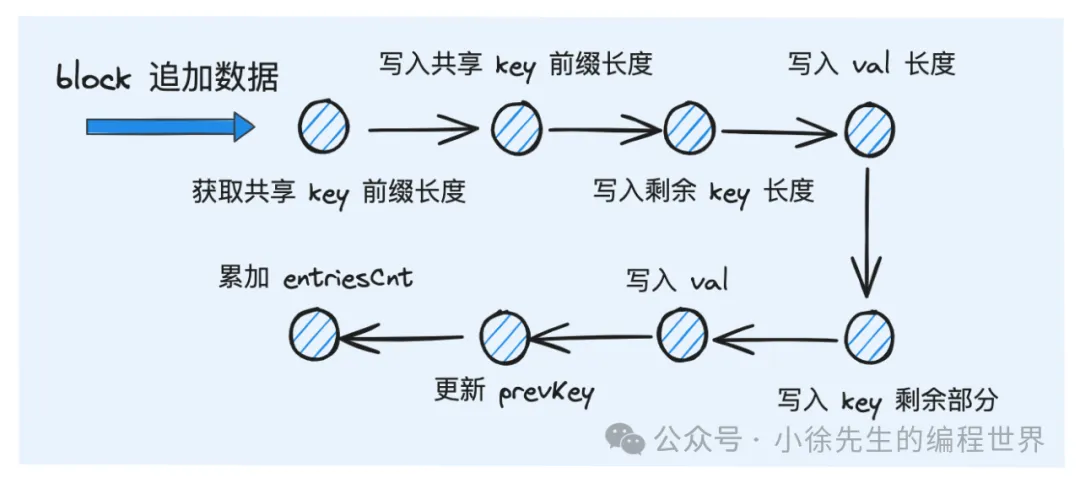 block 追加数据
写入共享 key 前缀长度
写入 val 长度
获取共享 key 前缀长度
写入剩余 key 长度
累加 entriesCnt
写入 val
更新 prevKey
写入 key 剩余部分
公众号 · 小徐先生的编程世界